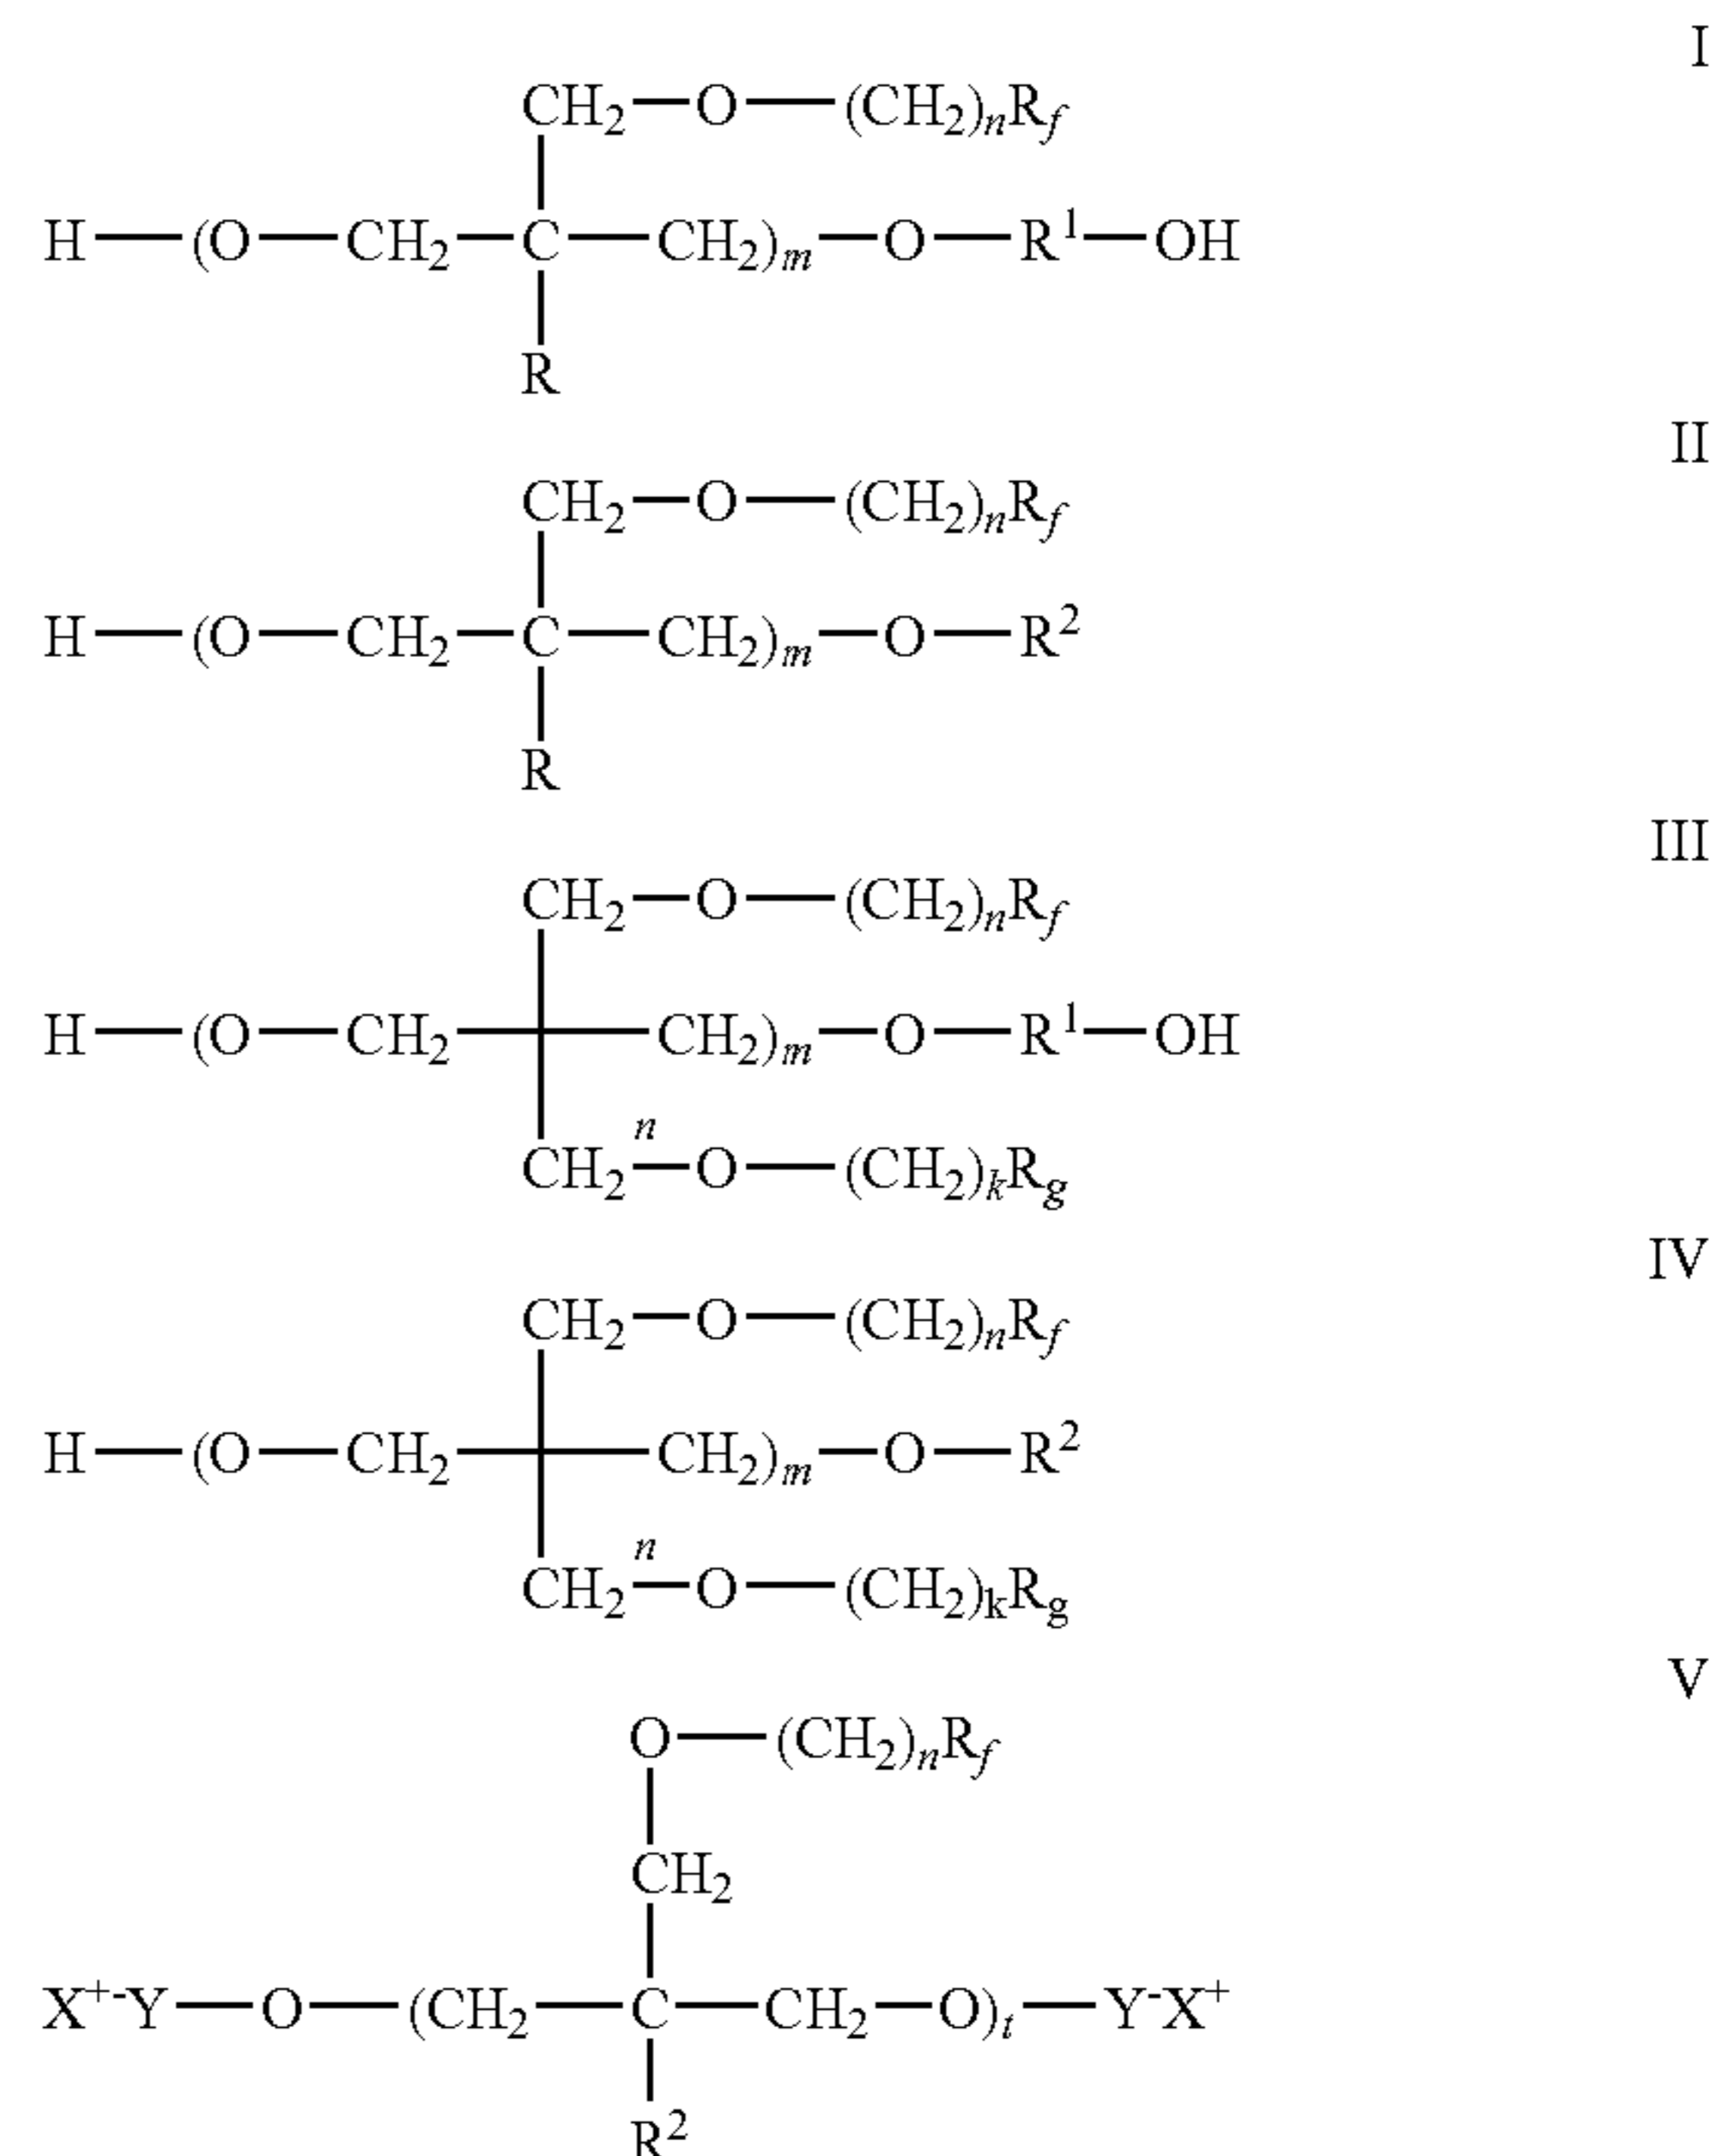 I
CH2—O—(CH2)nRf
H—(O—CH2—C—CH2)m—O—R1—OH
R
II
CH2—O—(CH2)nRf
H—(O—CH2—C—CH2)m—O—R2
R
III
CH2—O—(CH2)nRf
H—(O—CH2 CH2)m—O—R1—OH
n
CH2—O—(CH2)kRg
IV
CH2—O—(CH2)nRf
H—(O—CH2 CH2)m—O—R2
n
CH2—O—(CH2)kRg
V
O—(CH2)nRf
CH2
X+-Y—O—(CH2—C—CH2—O)t—Y-X+
R2